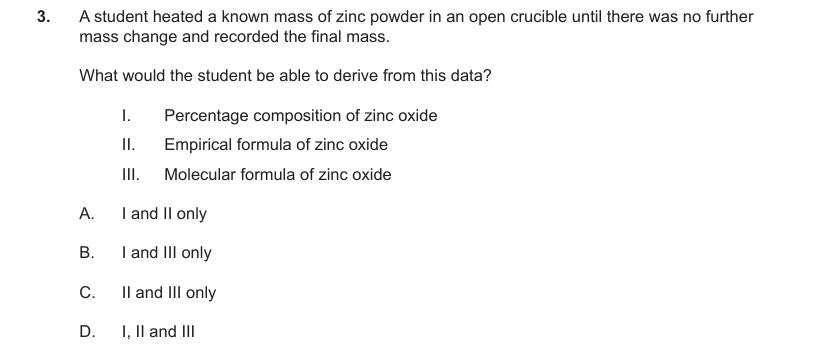 3. A student heated a known mass of zinc powder in an open crucible until there was no further
mass change and recorded the final mass.
What would the student be able to derive from this data?
I. Percentage composition of zinc oxide
II. Empirical formula of zinc oxide
III. Molecular formula of zinc oxide
A. I and II only
B. I and III only
C. II and III only
D. I, II and III